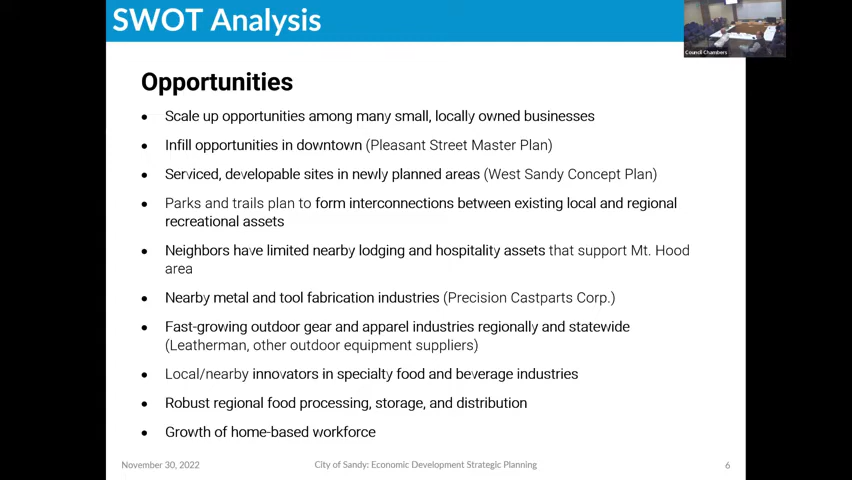 SWOT Analysis
Council Chambers
Opportunities
• Scale up opportunities among many small, locally owned businesses
• Infill opportunities in downtown (Pleasant Street Master Plan)
• Serviced, developable sites in newly planned areas (West Sandy Concept Plan)
• Parks and trails plan to form interconnections between existing local and regional
recreational assets
• Neighbors have limited nearby lodging and hospitality assets that support Mt. Hood
area
• Nearby metal and tool fabrication industries (Precision Castparts Corp.)
• Fast-growing outdoor gear and apparel industries regionally and statewide
(Leatherman, other outdoor equipment suppliers)
• Local/nearby innovators in specialty food and beverage industries
• Robust regional food processing, storage, and distribution
• Growth of home-based workforce
November 30, 2022 City of Sandy: Economic Development Strategic Planning 6